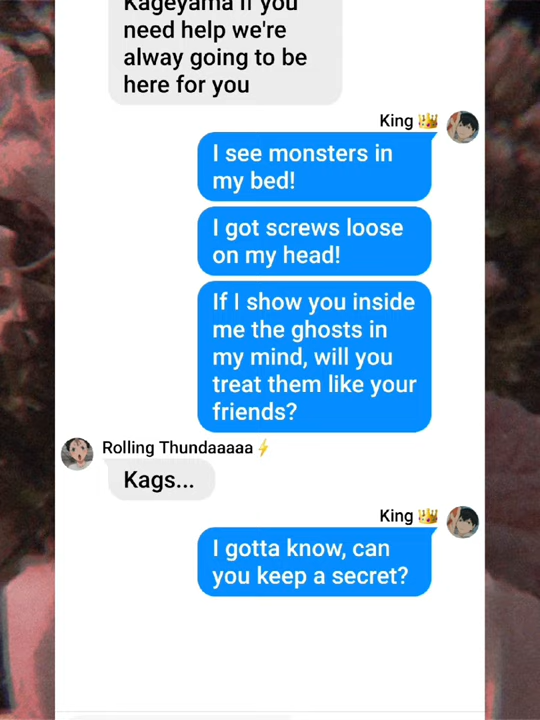 Kageyama if you
need help we're
alway going to be
here for you
King 👑
I see monsters in
my bed!
I got screws loose
on my head!
If I show you inside
me the ghosts in
my mind, will you
treat them like your
friends?
Rolling Thundaaaaa⚡
Kags...
King 👑
I gotta know, can
you keep a secret?